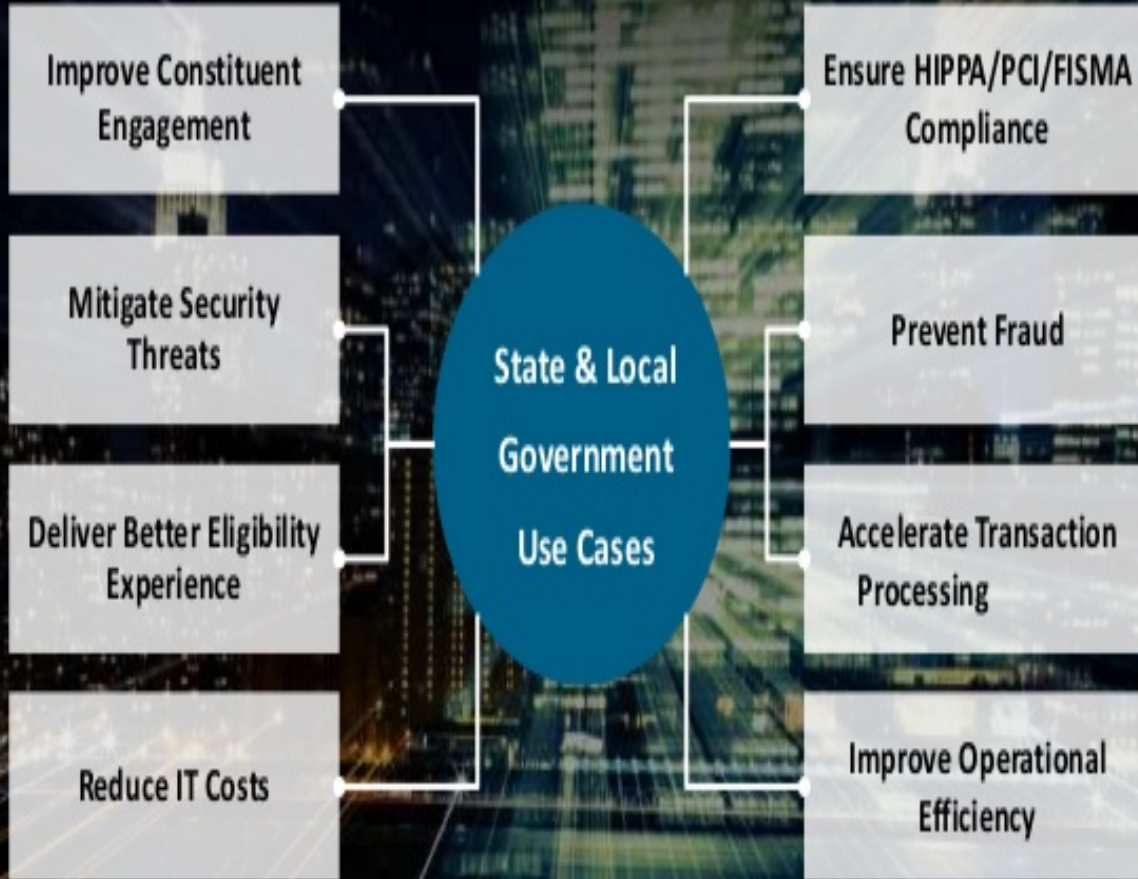 Improve Constituent
Engagement
Mitigate Security
Threats
Deliver Better Eligibility
Experience
Reduce IT Costs
State & Local
Government
Use Cases
Ensure HIPPA/PCI/FISMA
Compliance
Prevent Fraud
Accelerate Transaction
Processing
Improve Operational
Efficiency